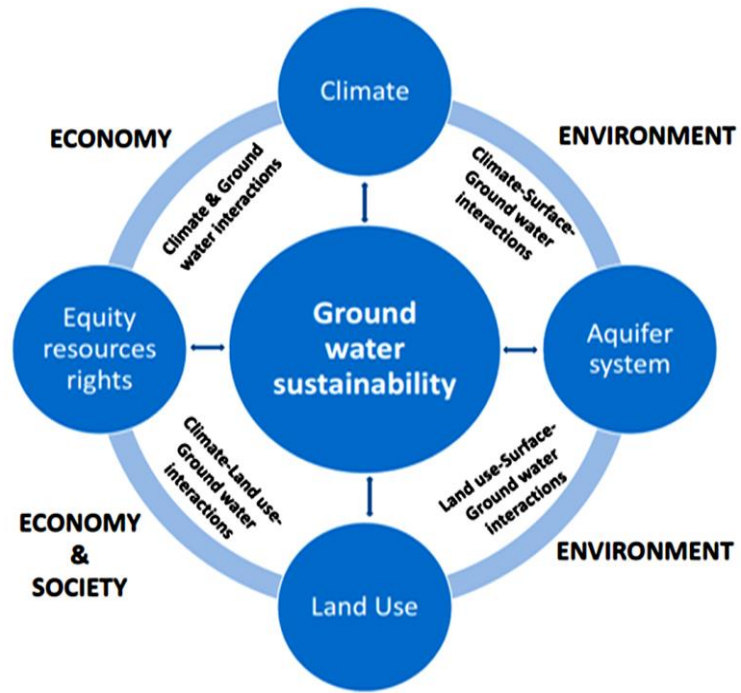 Climate
ECONOMY
ENVIRONMENT
Climate & Ground
water interactions
Climate-Surface-
Ground water
interactions
Equity
resources
rights
Ground
water
sustainability
Aquifer
system
Climate-Land use-
Ground water
interactions
Land use-Surface-
Ground water
interactions
ECONOMY
&
SOCIETY
ENVIRONMENT
Land Use